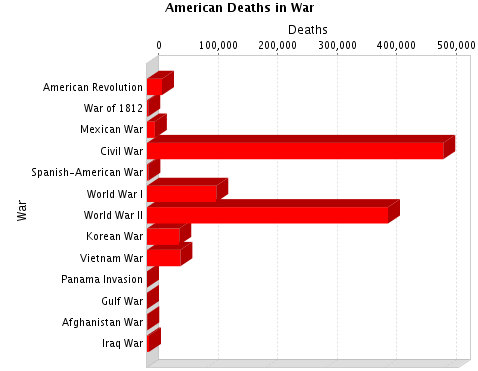 American Deaths in War
Deaths
0 100,000 200,000 300,000 400,000 500,000
American Revolution
War of 1812
Mexican War
Civil War
Spanish-American War
World War I
World War II
Korean War
Vietnam War
Panama Invasion
Gulf War
Afghanistan War
Iraq War
War